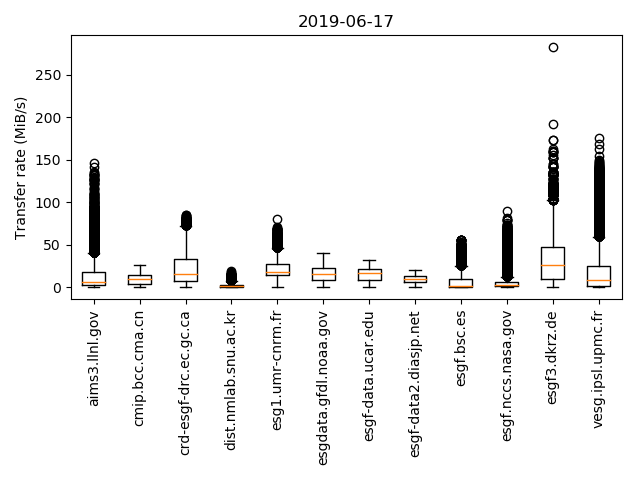 2019-06-17
Transfer rate (MiB/s)
250
200
150
100
50
0
aims3.llnl.gov
cmip.bcc.cma.cn
crd-esgf-drc.ec.gc.ca
dist.nmlab.snu.ac.kr
esg1.umr-cnrm.fr
esgdata.gfdl.noaa.gov
esgf-data.ucar.edu
esgf-data2.diasjp.net
esgf.bsc.es
esgf.nccs.nasa.gov
esgf3.dkrz.de
vesg.ipsl.upmc.fr